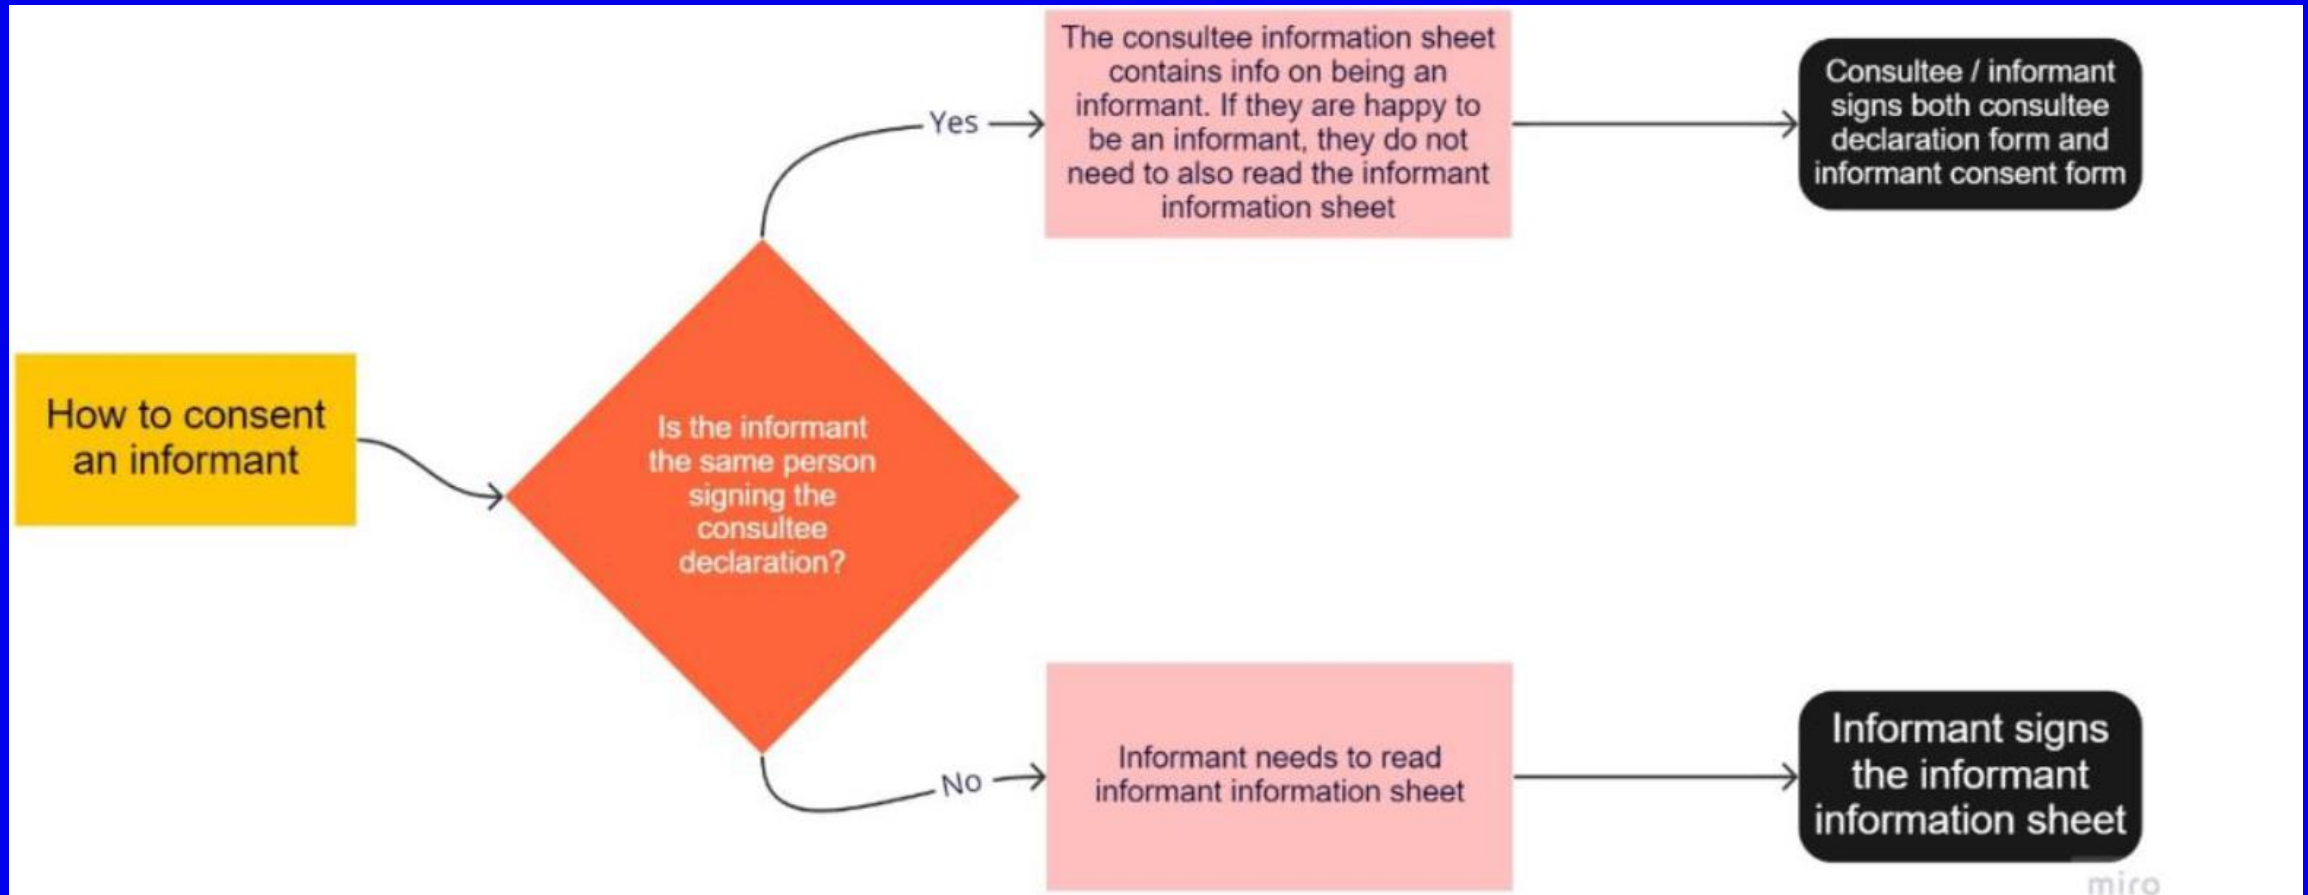 How to consent
an informant
Is the informant
the same person
signing the
consultee
declaration?
Yes
The consultee information sheet
contains info on being an
informant. If they are happy to
be an informant, they do not
need to also read the informant
information sheet
Consultee / informant
signs both consultee
declaration form and
informant consent form
No
Informant needs to read
informant information sheet
Informant signs
the informant
information sheet
miro